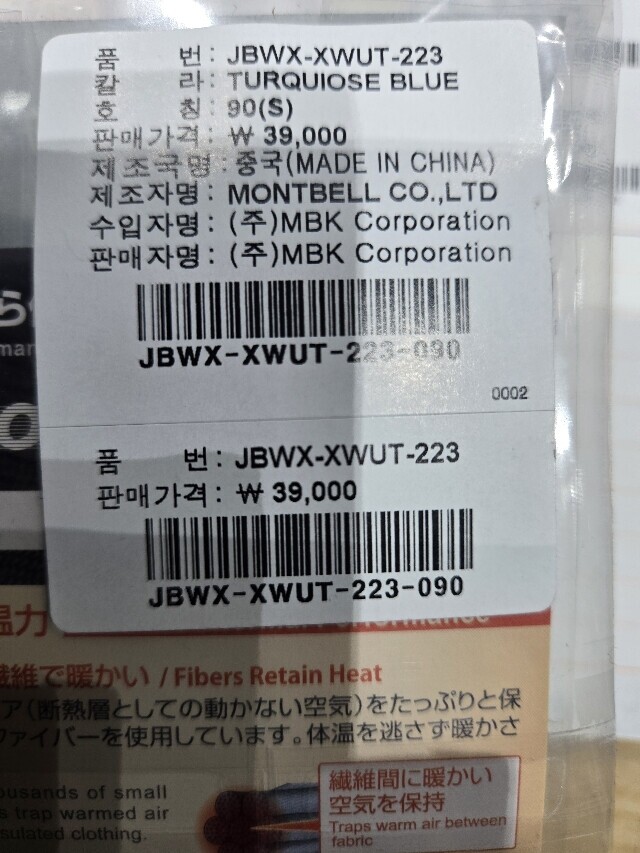 품 번: JBWX-XWUT-223
칼 라: TURQUIOSE BLUE
호 칭: 90(S)
판매가격: ₩ 39,000
제조국명: 중국(MADE IN CHINA)
제조자명: MONTBELL CO.,LTD
수입자명: (주)MBK Corporation
판매자명: (주)MBK Corporation
JBWX-XWUT-223-090
0002
품 번: JBWX-XWUT-223
판매가격: ₩ 39,000
JBWX-XWUT-223-090
温力
繊維で暖かい / Fibers Retain Heat
ア(断熱層としての動かない空気)をたっぷりと保
ファイバーを使用しています。体温を逃さず暖かさ
of small
trap warmed air
clothing.
繊維間に暖かい
空気を保持
Traps warm air between
fabric